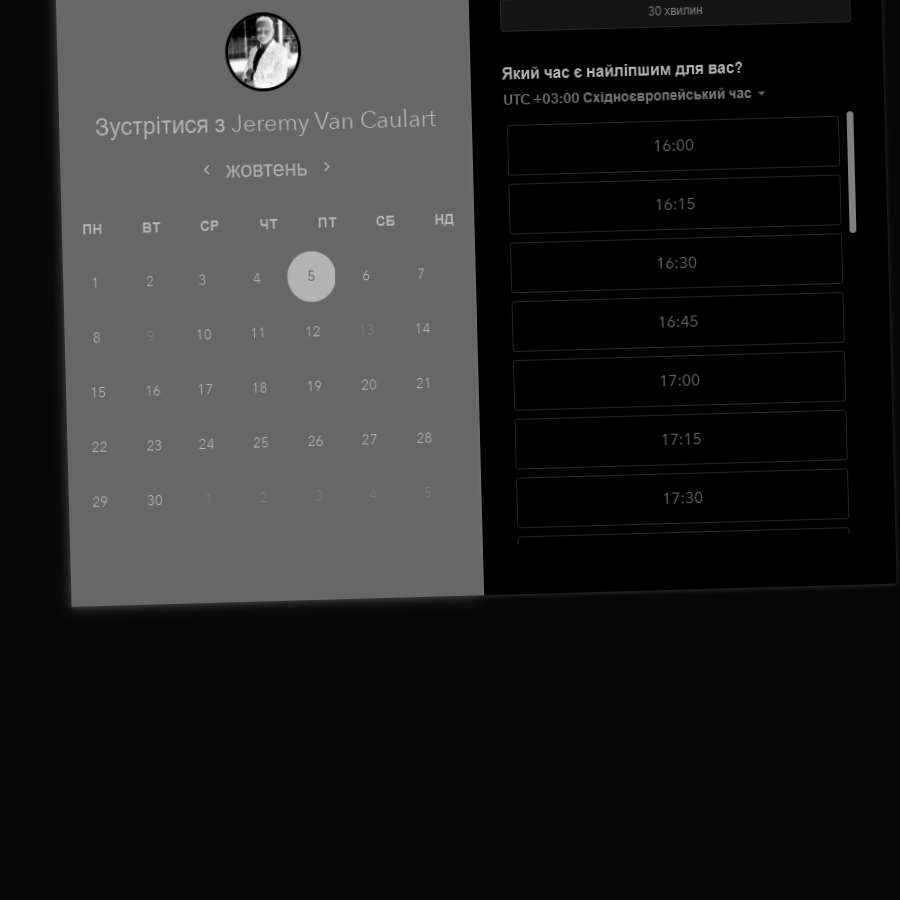 Зустрітися з Jeremy Van Caulart
жовтень
ПН ВТ СР ЧТ ПТ СБ НД
1 2 3 4 5 6 7
8 9 10 11 12 13 14
15 16 17 18 19 20 21
22 23 24 25 26 27 28
29 30 1 2 3 4 5
30 хвилин
Який час є найліпшим для вас?
UTC +03:00 Східноєвропейський час
16:00
16:15
16:30
16:45
17:00
17:15
17:30